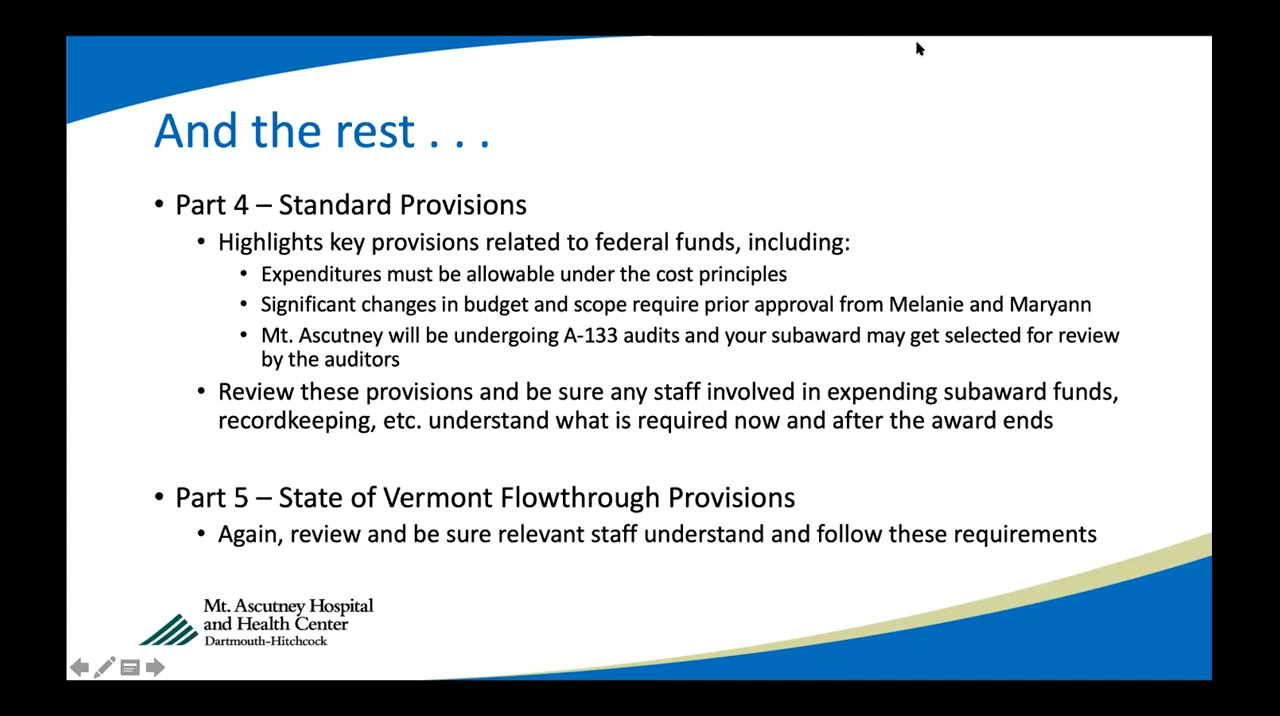 And the rest . . .
• Part 4 – Standard Provisions
• Highlights key provisions related to federal funds, including:
• Expenditures must be allowable under the cost principles
• Significant changes in budget and scope require prior approval from Melanie and Maryann
• Mt. Ascutney will be undergoing A-133 audits and your subaward may get selected for review
by the auditors
• Review these provisions and be sure any staff involved in expending subaward funds,
recordkeeping, etc. understand what is required now and after the award ends
• Part 5 – State of Vermont Flowthrough Provisions
• Again, review and be sure relevant staff understand and follow these requirements
Mt. Ascutney Hospital
and Health Center
Dartmouth-Hitchcock